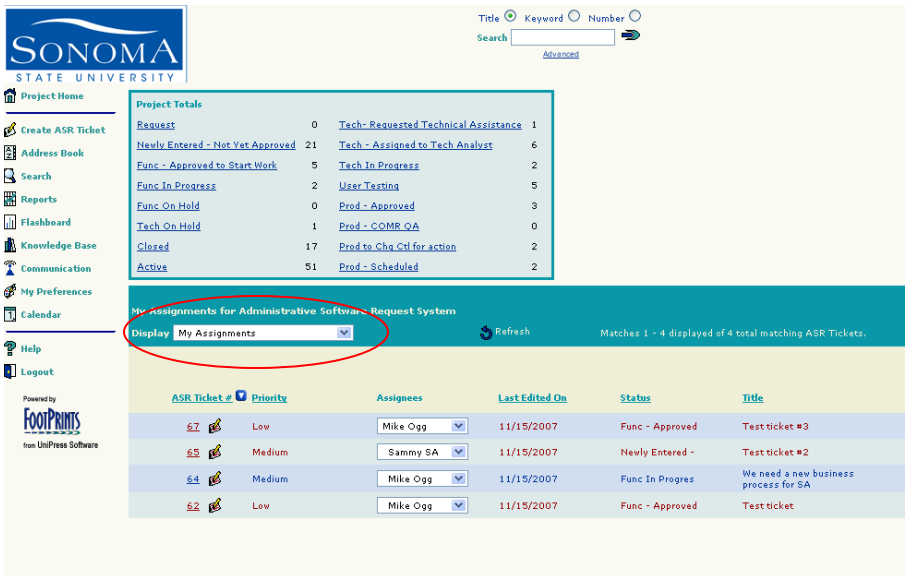 SONOMA
STATE UNIVERSITY
Title Keyword Number
Search
Advanced
Project Home
Create ASR Ticket
Address Book
Search
Reports
Flashboard
Knowledge Base
Communication
My Preferences
Calendar
Help
Logout
Powered by
FOOTPRINTS
from UniPress Software
Project Totals
Request 0 Tech- Requested Technical Assistance 1
Newly Entered - Not Yet Approved 21 Tech - Assigned to Tech Analyst 6
Func - Approved to Start Work 5 Tech In Progress 2
Func In Progress 2 User Testing 5
Func On Hold 0 Prod - Approved 3
Tech On Hold 1 Prod - COMR QA 0
Closed 17 Prod to Chg Ctl for action 2
Active 51 Prod - Scheduled 2
My Assignments for Administrative Software Request System
Display My Assignments Refresh Matches 1 - 4 displayed of 4 total matching ASR Tickets.
ASR Ticket # Priority Assignees Last Edited On Status Title
67 Low Mike Ogg 11/15/2007 Func - Approved Test ticket #3
65 Medium Sammy SA 11/15/2007 Newly Entered - Test ticket #2
64 Medium Mike Ogg 11/15/2007 Func In Progres We need a new business
process for SA
62 Low Mike Ogg 11/15/2007 Func - Approved Test ticket